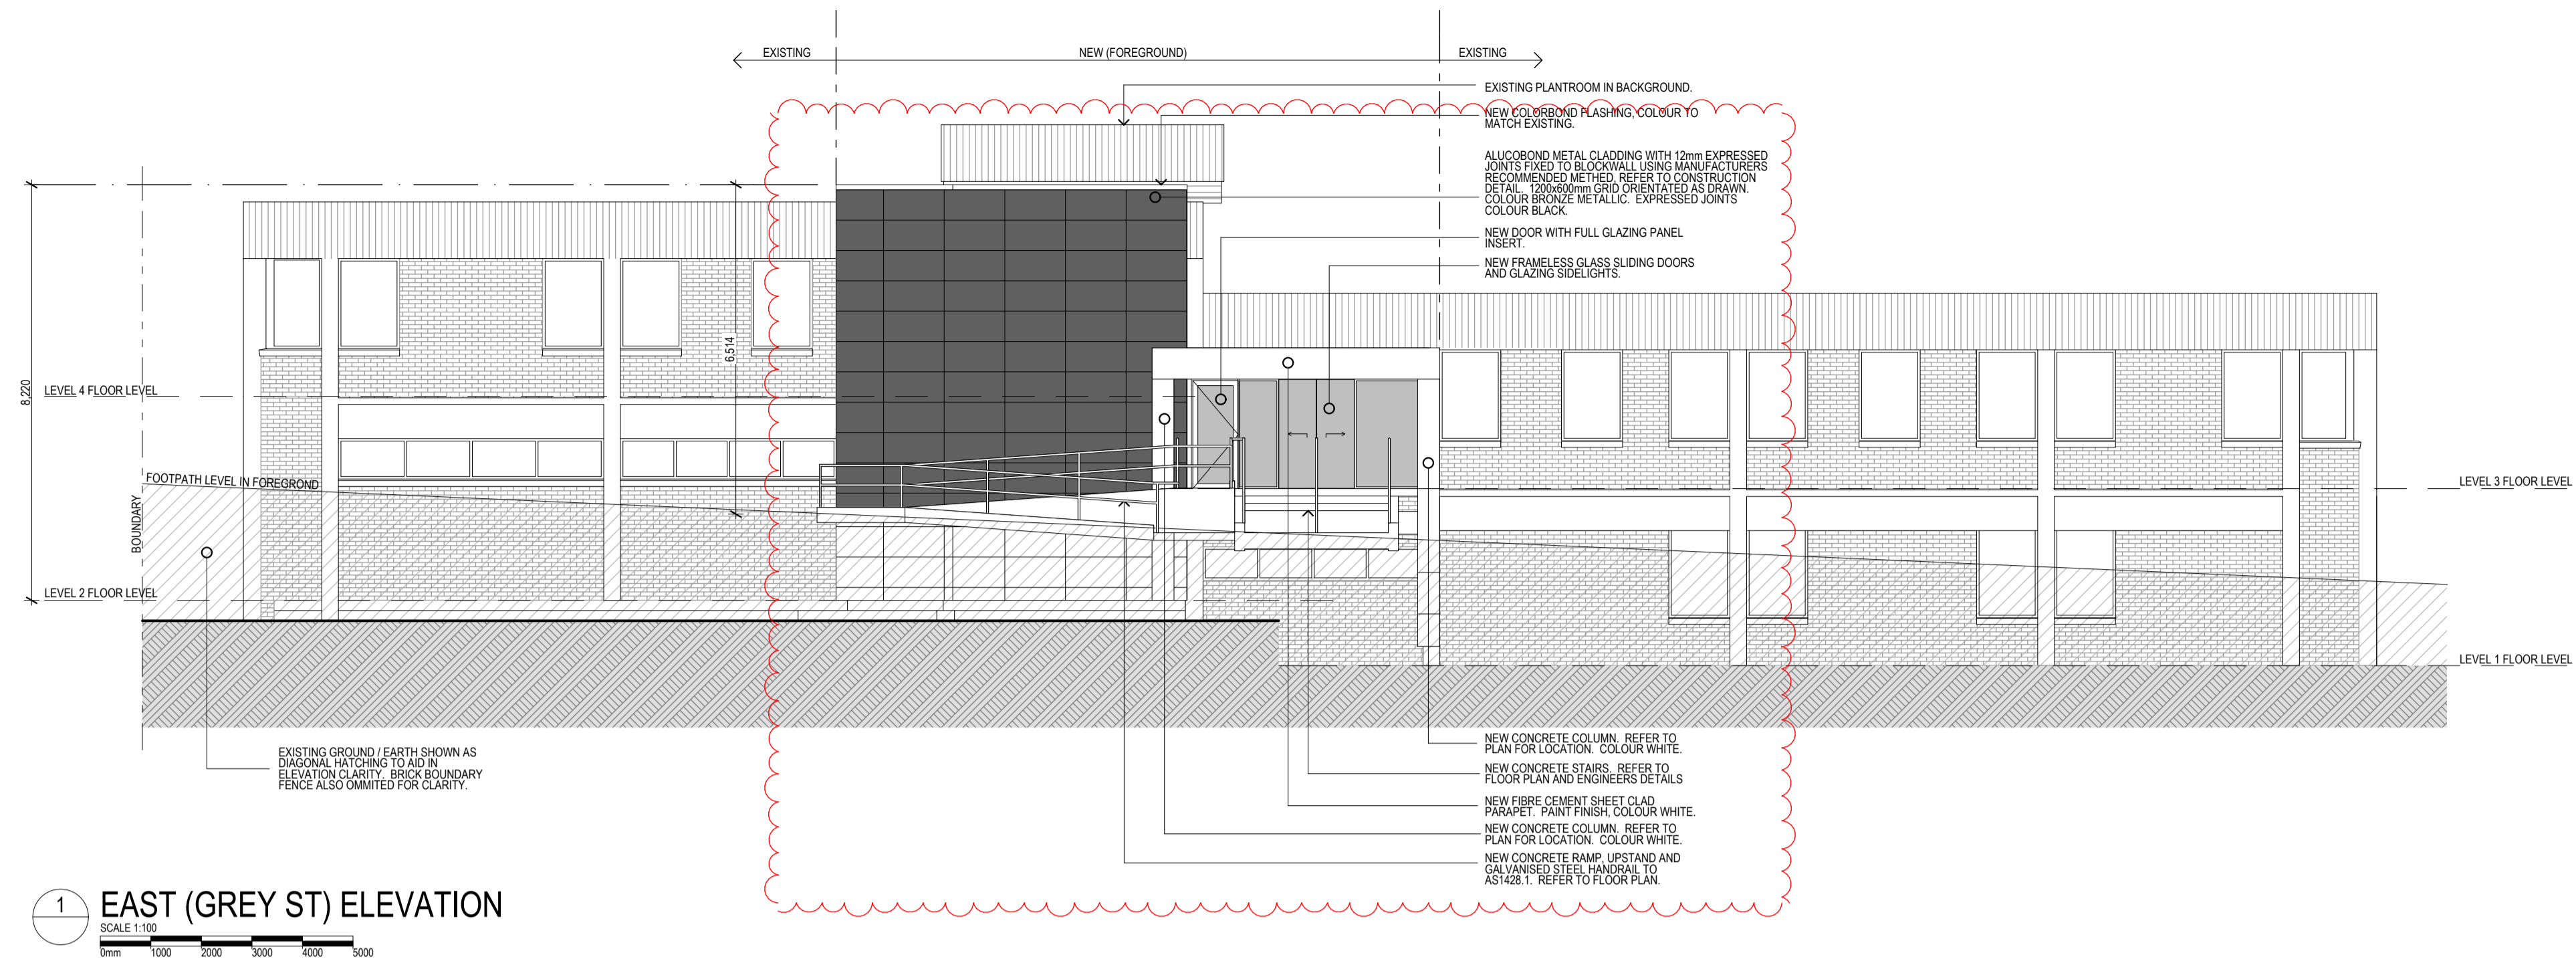 EXISTING
NEW (FOREGROUND)
EXISTING
EXISTING PLANTROOM IN BACKGROUND.
NEW COLORBOND FLASHING, COLOUR TO
MATCH EXISTING.
ALUCOBOND METAL CLADDING WITH 12mm EXPRESSED
JOINTS FIXED TO BLOCKWALL USING MANUFACTURERS
RECOMMENDED METHED, REFER TO CONSTRUCTION
DETAIL. 1200x600mm GRID ORIENTATED AS DRAWN.
COLOUR BRONZE METALLIC. EXPRESSED JOINTS
COLOUR BLACK.
NEW DOOR WITH FULL GLAZING PANEL
INSERT.
NEW FRAMELESS GLASS SLIDING DOORS
AND GLAZING SIDELIGHTS.
8,220
6,514
LEVEL 4 FLOOR LEVEL
FOOTPATH LEVEL IN FOREGROND
BOUNDARY
LEVEL 3 FLOOR LEVEL
LEVEL 2 FLOOR LEVEL
LEVEL 1 FLOOR LEVEL
EXISTING GROUND / EARTH SHOWN AS
DIAGONAL HATCHING TO AID IN
ELEVATION CLARITY. BRICK BOUNDARY
FENCE ALSO OMMITED FOR CLARITY.
NEW CONCRETE COLUMN. REFER TO
PLAN FOR LOCATION. COLOUR WHITE.
NEW CONCRETE STAIRS. REFER TO
FLOOR PLAN AND ENGINEERS DETAILS
NEW FIBRE CEMENT SHEET CLAD
PARAPET. PAINT FINISH, COLOUR WHITE.
NEW CONCRETE COLUMN. REFER TO
PLAN FOR LOCATION. COLOUR WHITE.
NEW CONCRETE RAMP, UPSTAND AND
GALVANISED STEEL HANDRAIL TO
AS1428.1. REFER TO FLOOR PLAN.
1
EAST (GREY ST) ELEVATION
SCALE 1:100
0mm 1000 2000 3000 4000 5000